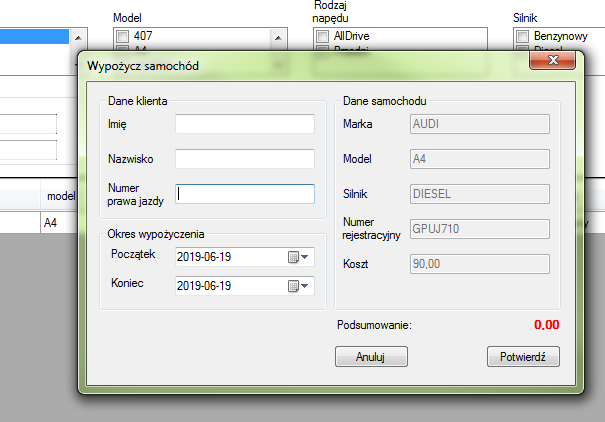 Model
Rodzaj
napędu
Silnik
407
AllDrive
Benzynowy
A4
Diesel
Wypożycz samochód
Dane klienta
Imię
Nazwisko
Numer
prawa jazdy
Okres wypożyczenia
Początek
2019-06-19
Koniec
2019-06-19
Dane samochodu
Marka
AUDI
Model
A4
Silnik
DIESEL
Numer
rejestracyjny
GPUJ710
Koszt
90,00
Podsumowanie:
0.00
Anuluj
Potwierdź
model
A4